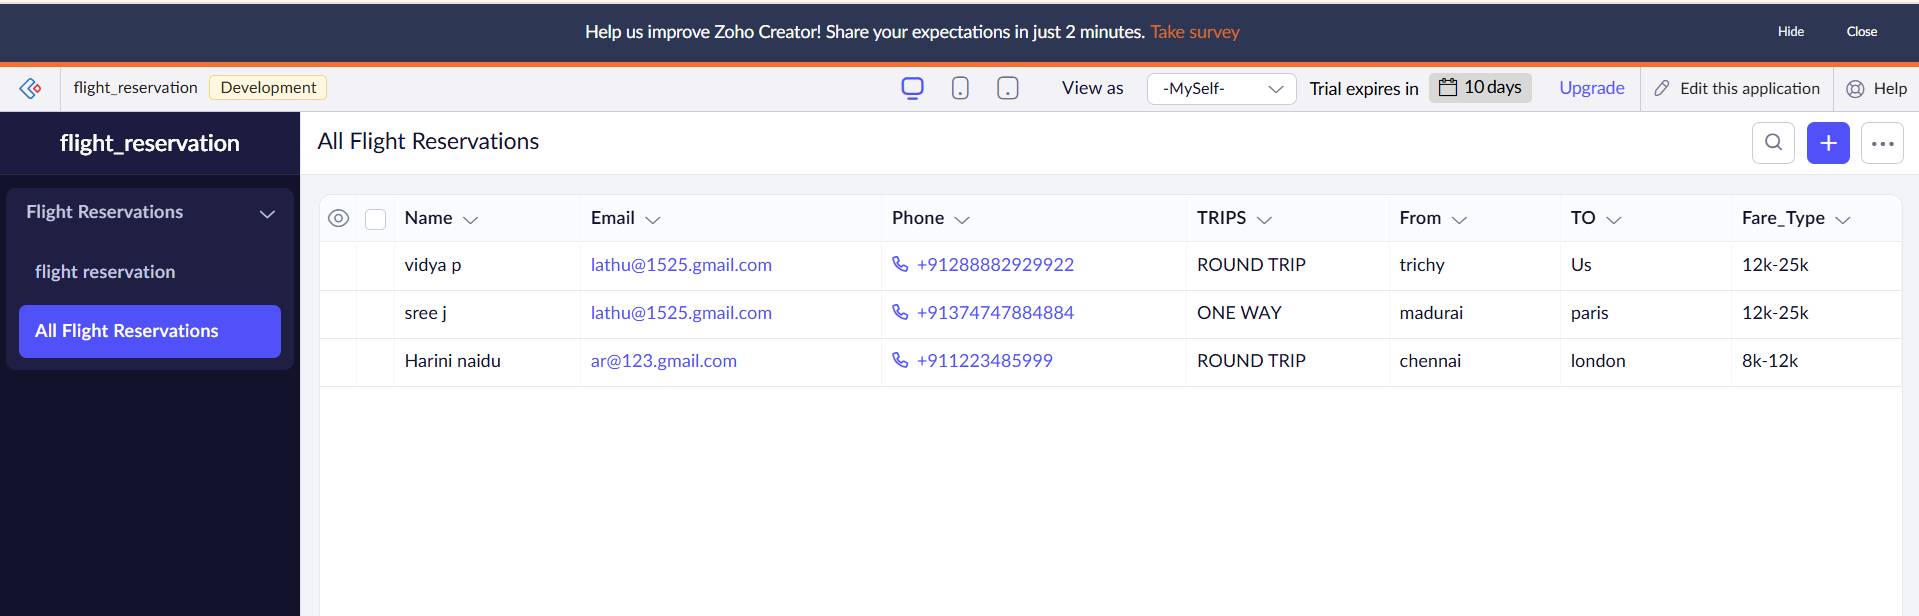 Help us improve Zoho Creator! Share your expectations in just 2 minutes. Take survey Hide Close
flight_reservation Development View as -MySelf- Trial expires in 10 days Upgrade Edit this application Help
flight_reservation
All Flight Reservations
Flight Reservations
flight reservation
All Flight Reservations
Name Email Phone TRIPS From TO Fare_Type
vidya p lathu@1525.gmail.com +91288882929922 ROUND TRIP trichy Us 12k-25k
sree j lathu@1525.gmail.com +91374747884884 ONE WAY madurai paris 12k-25k
Harini naidu ar@123.gmail.com +911223485999 ROUND TRIP chennai london 8k-12k